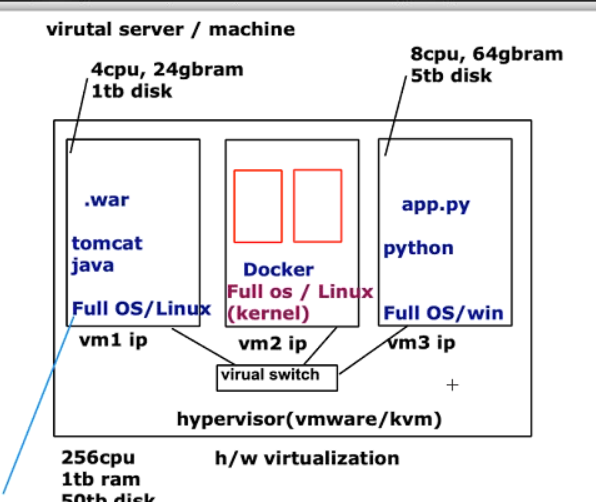 virutal server / machine
4cpu, 24gbram
1tb disk
8cpu, 64gbram
5tb disk
.war
tomcat
java
Full OS/Linux
Docker
Full os / Linux
(kernel)
app.py
python
Full OS/win
vm1 ip
vm2 ip
vm3 ip
virual switch
hypervisor(vmware/kvm)
256cpu
1tb ram
50tb disk
h/w virtualization